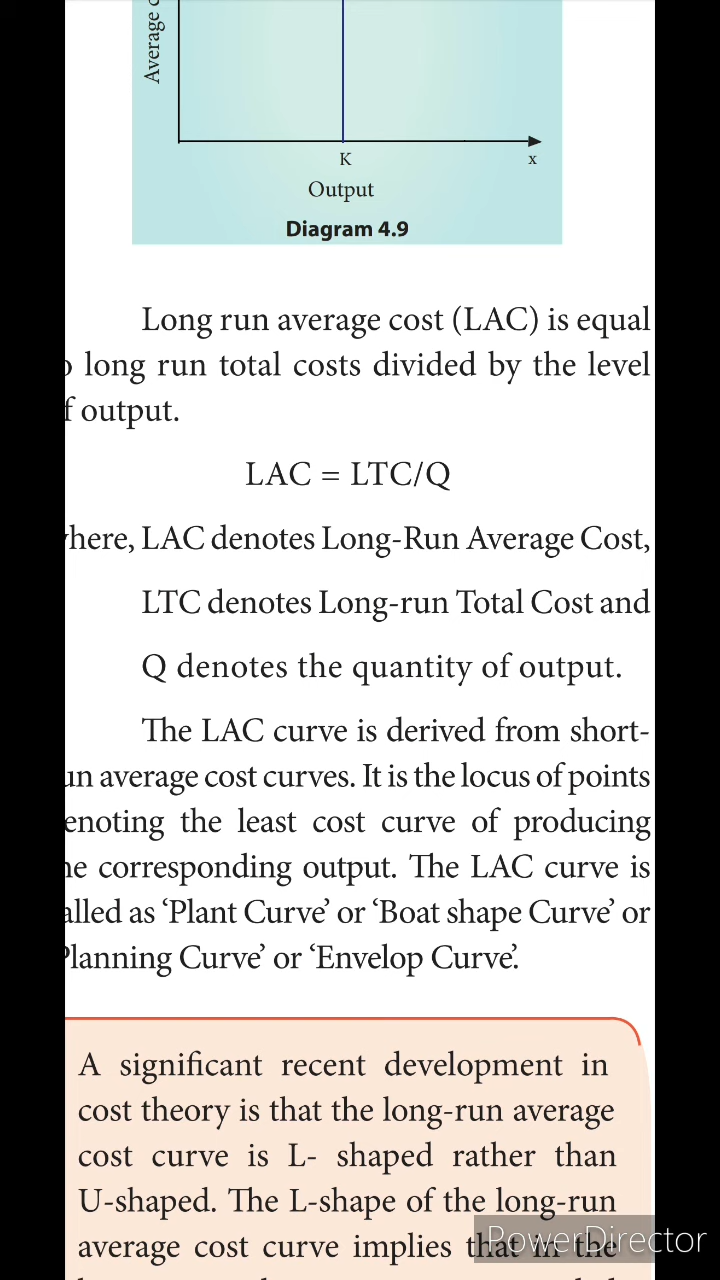 Average
K
x
Output
Diagram 4.9
Long run average cost (LAC) is equal
long run total costs divided by the level
f output.
LAC = LTC/Q
here, LAC denotes Long-Run Average Cost,
LTC denotes Long-run Total Cost and
Q denotes the quantity of output.
The LAC curve is derived from short-
un average cost curves. It is the locus of points
enoting the least cost curve of producing
he corresponding output. The LAC curve is
alled as ‘Plant Curve’ or ‘Boat shape Curve’ or
Planning Curve’ or ‘Envelop Curve’.
A significant recent development in
cost theory is that the long-run average
cost curve is L- shaped rather than
U-shaped. The L-shape of the long-run
average cost curve implies that in the
PowerDirector